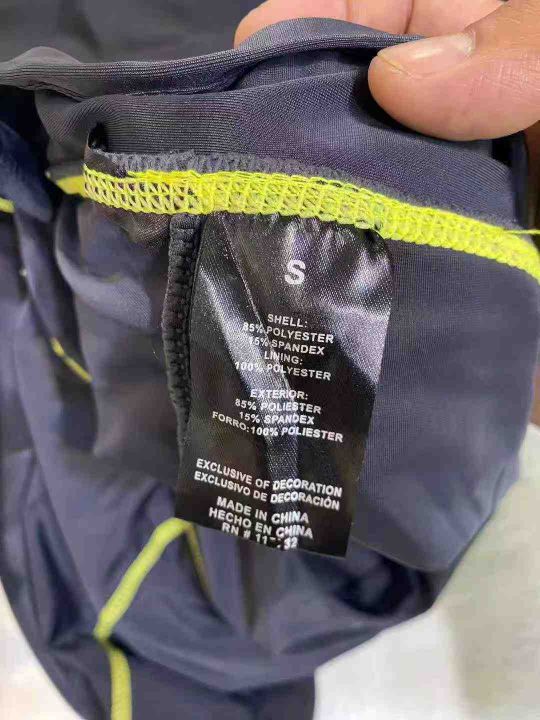 S
SHELL:
85% POLYESTER
15% SPANDEX
LINING:
100% POLYESTER
EXTERIOR:
85% POLIESTER
15% SPANDEX
FORRO:100% POLIESTER
EXCLUSIVE OF DECORATION
EXCLUSIVO DE DECORACIÓN
MADE IN CHINA
HECHO EN CHINA
RN #